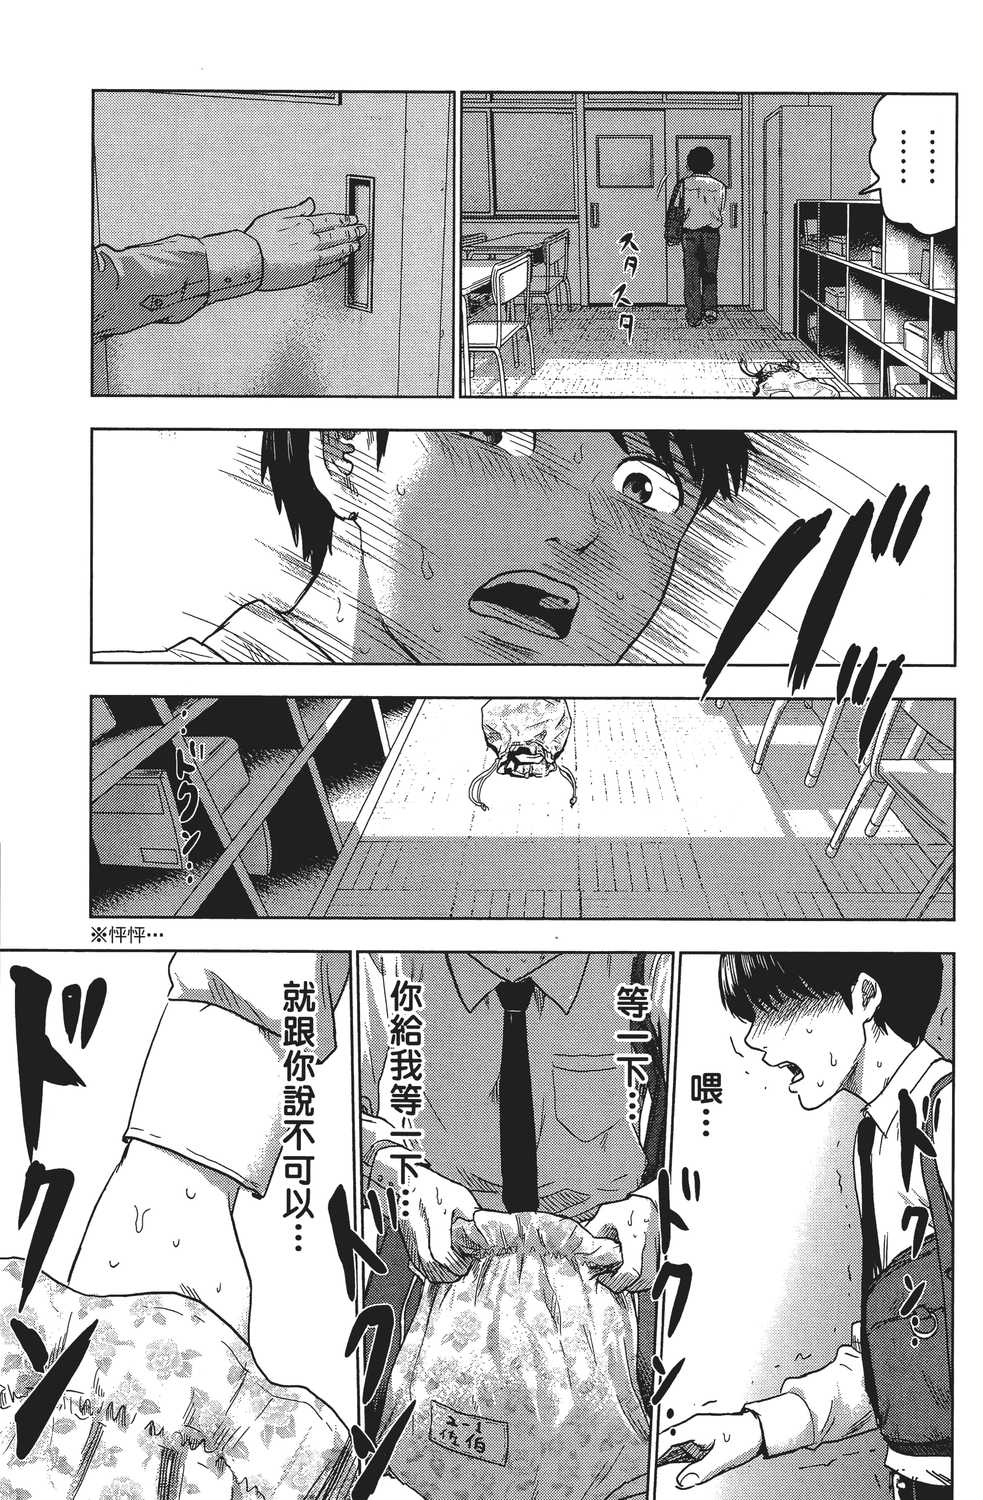 ……
……
スタ
スタ
バッ
…ドクン…
※怦怦…
喂…
ドクン
等一下…
ドクン
你給我等一下…
ドクン
2-1
佐伯
就跟你說不可以…
ドクン